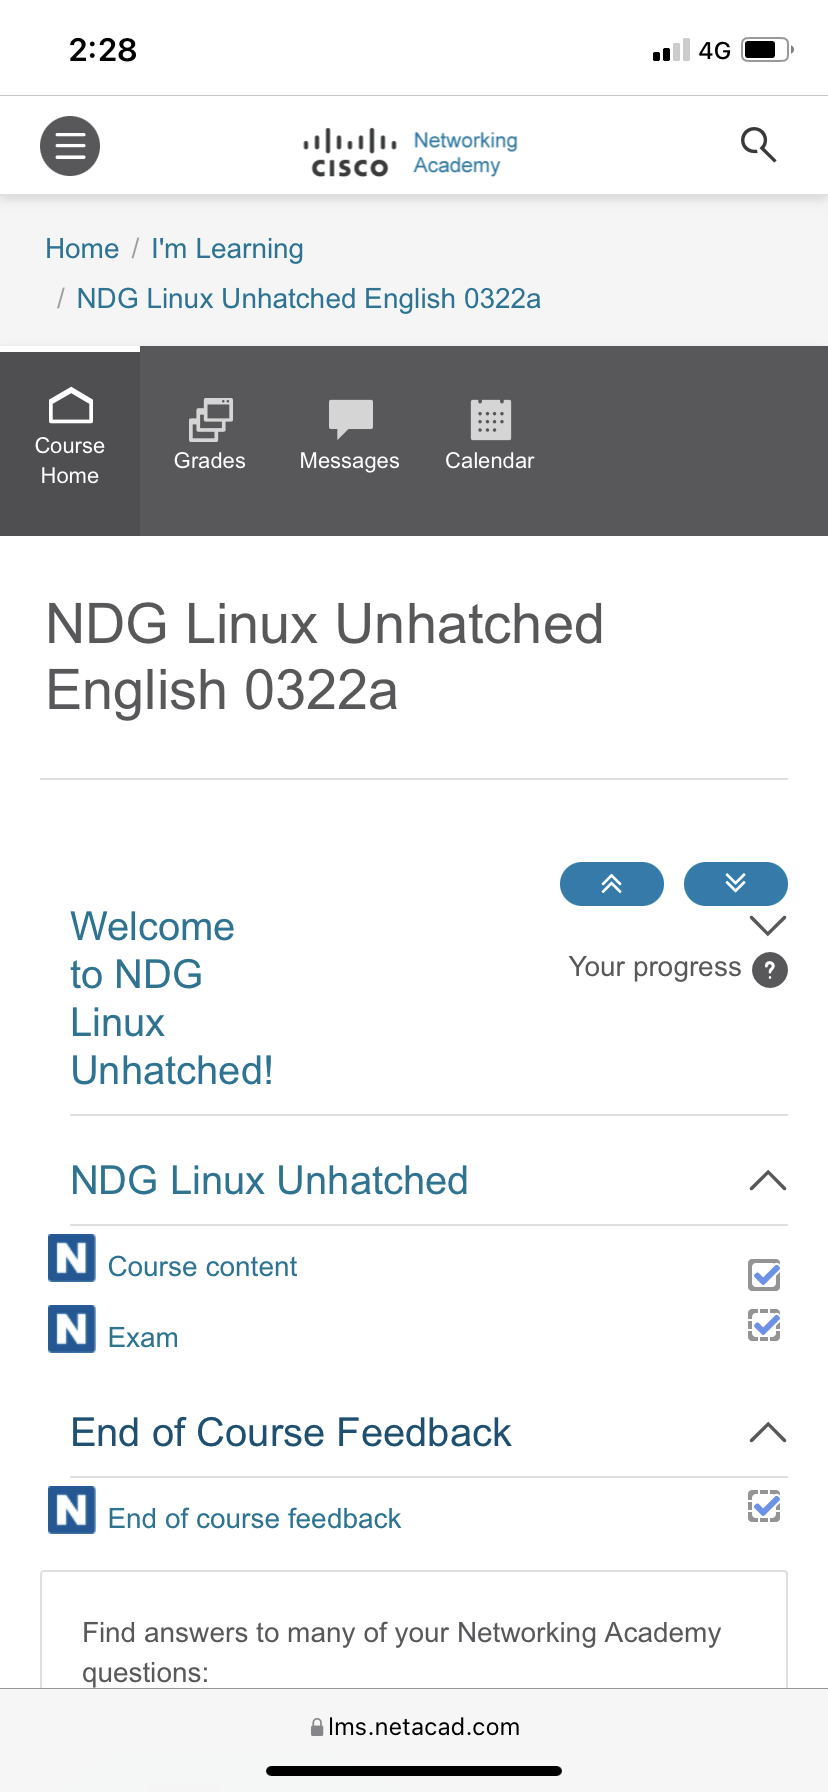 2:28
4G
CISCO
Networking
Academy
Home / I'm Learning
/ NDG Linux Unhatched English 0322a
Course
Home
Grades
Messages
Calendar
NDG Linux Unhatched
English 0322a
Welcome
to NDG
Linux
Unhatched!
Your progress ?
NDG Linux Unhatched
N Course content
N Exam
End of Course Feedback
N End of course feedback
Find answers to many of your Networking Academy
questions:
lms.netacad.com